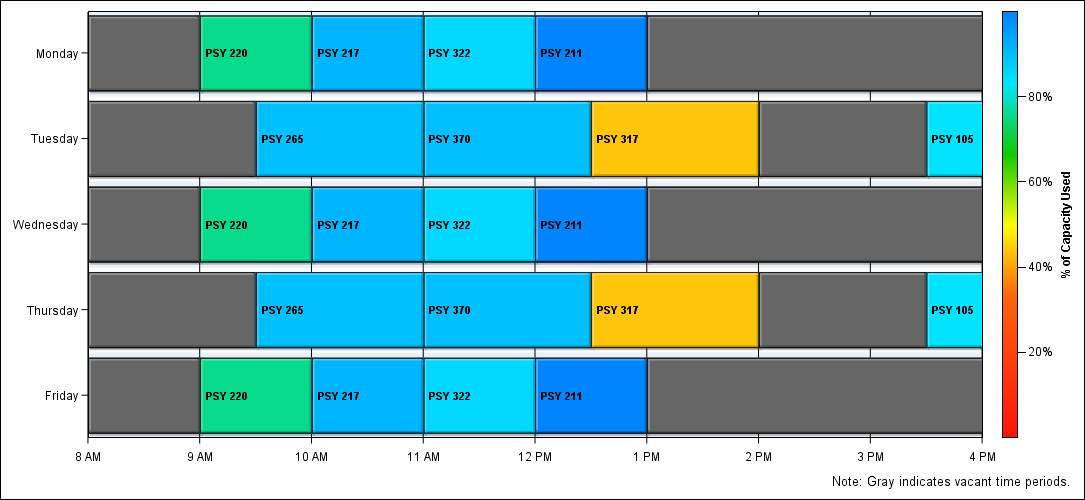 Monday PSY 220 PSY 217 PSY 322 PSY 211
Tuesday PSY 265 PSY 370 PSY 317 PSY 105
Wednesday PSY 220 PSY 217 PSY 322 PSY 211
Thursday PSY 265 PSY 370 PSY 317 PSY 105
Friday PSY 220 PSY 217 PSY 322 PSY 211
8 AM 9 AM 10 AM 11 AM 12 PM 1 PM 2 PM 3 PM 4 PM
80%
60%
40%
20%
% of Capacity Used
Note: Gray indicates vacant time periods.